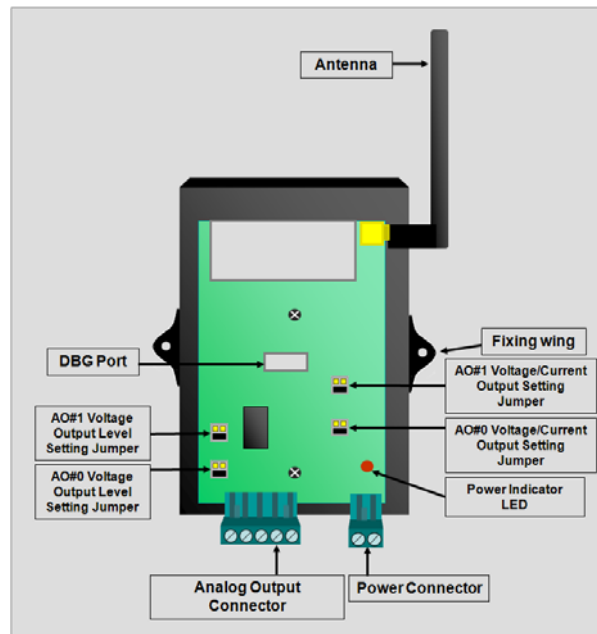 Antenna
Fixing wing
DBG Port
AO#1 Voltage/Current
Output Setting
Jumper
AO#1 Voltage
Output Level
Setting Jumper
AO#0 Voltage/Current
Output Setting
Jumper
AO#0 Voltage
Output Level
Setting Jumper
Power Indicator
LED
Analog Output
Connector
Power Connector